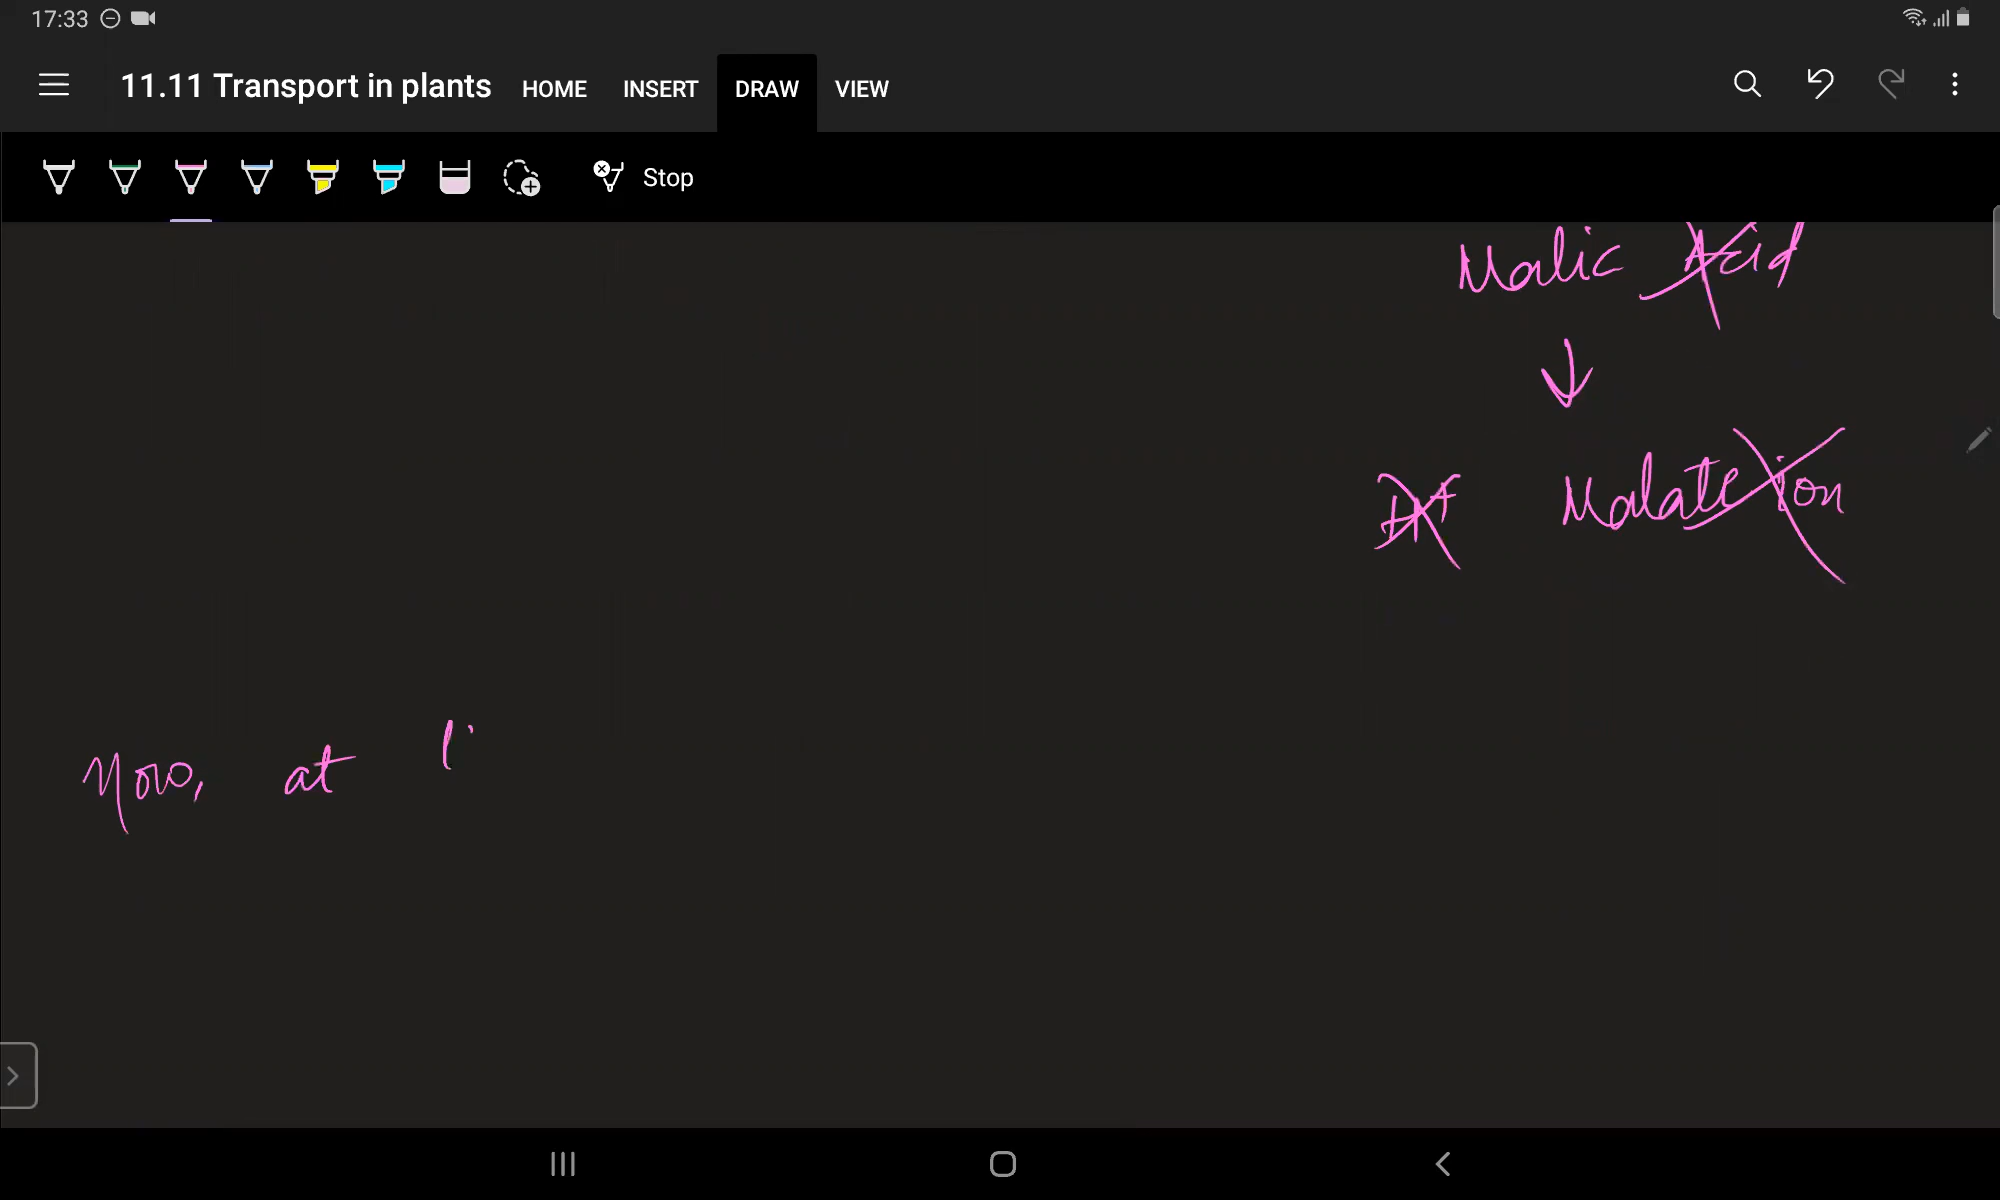 17:33
11.11 Transport in plants HOME INSERT DRAW VIEW
Stop
Malic Acid
Malate ion
Now, at